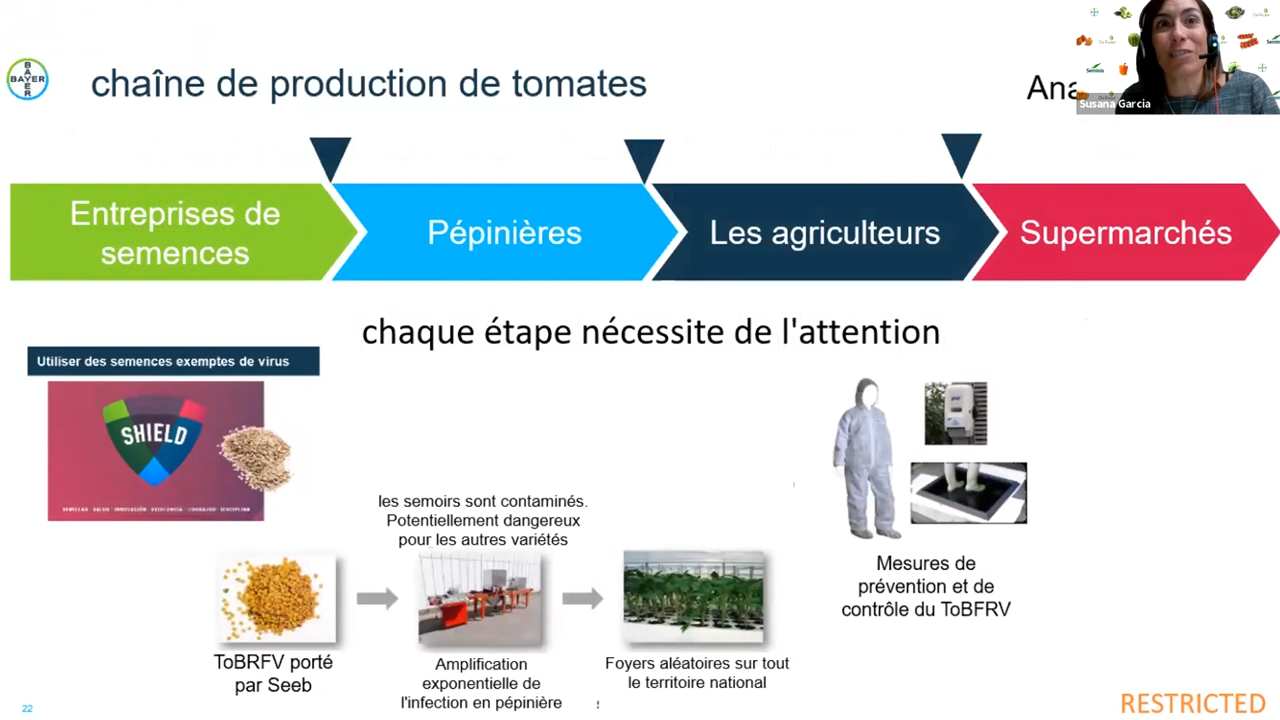 BAYER
BAYER
chaîne de production de tomates
Ana
Susana Garcia
Entreprises de
semences
Pépinières
Les agriculteurs
Supermarchés
chaque étape nécessite de l'attention
Utiliser des semences exemptes de virus
SHIELD
les semoirs sont contaminés.
Potentiellement dangereux
pour les autres variétés
ToBRFV porté
par Seeb
Amplification
exponentielle de
l'infection en pépinière
Foyers aléatoires sur tout
le territoire national
Mesures de
prévention et de
contrôle du ToBFRV
22
RESTRICTED